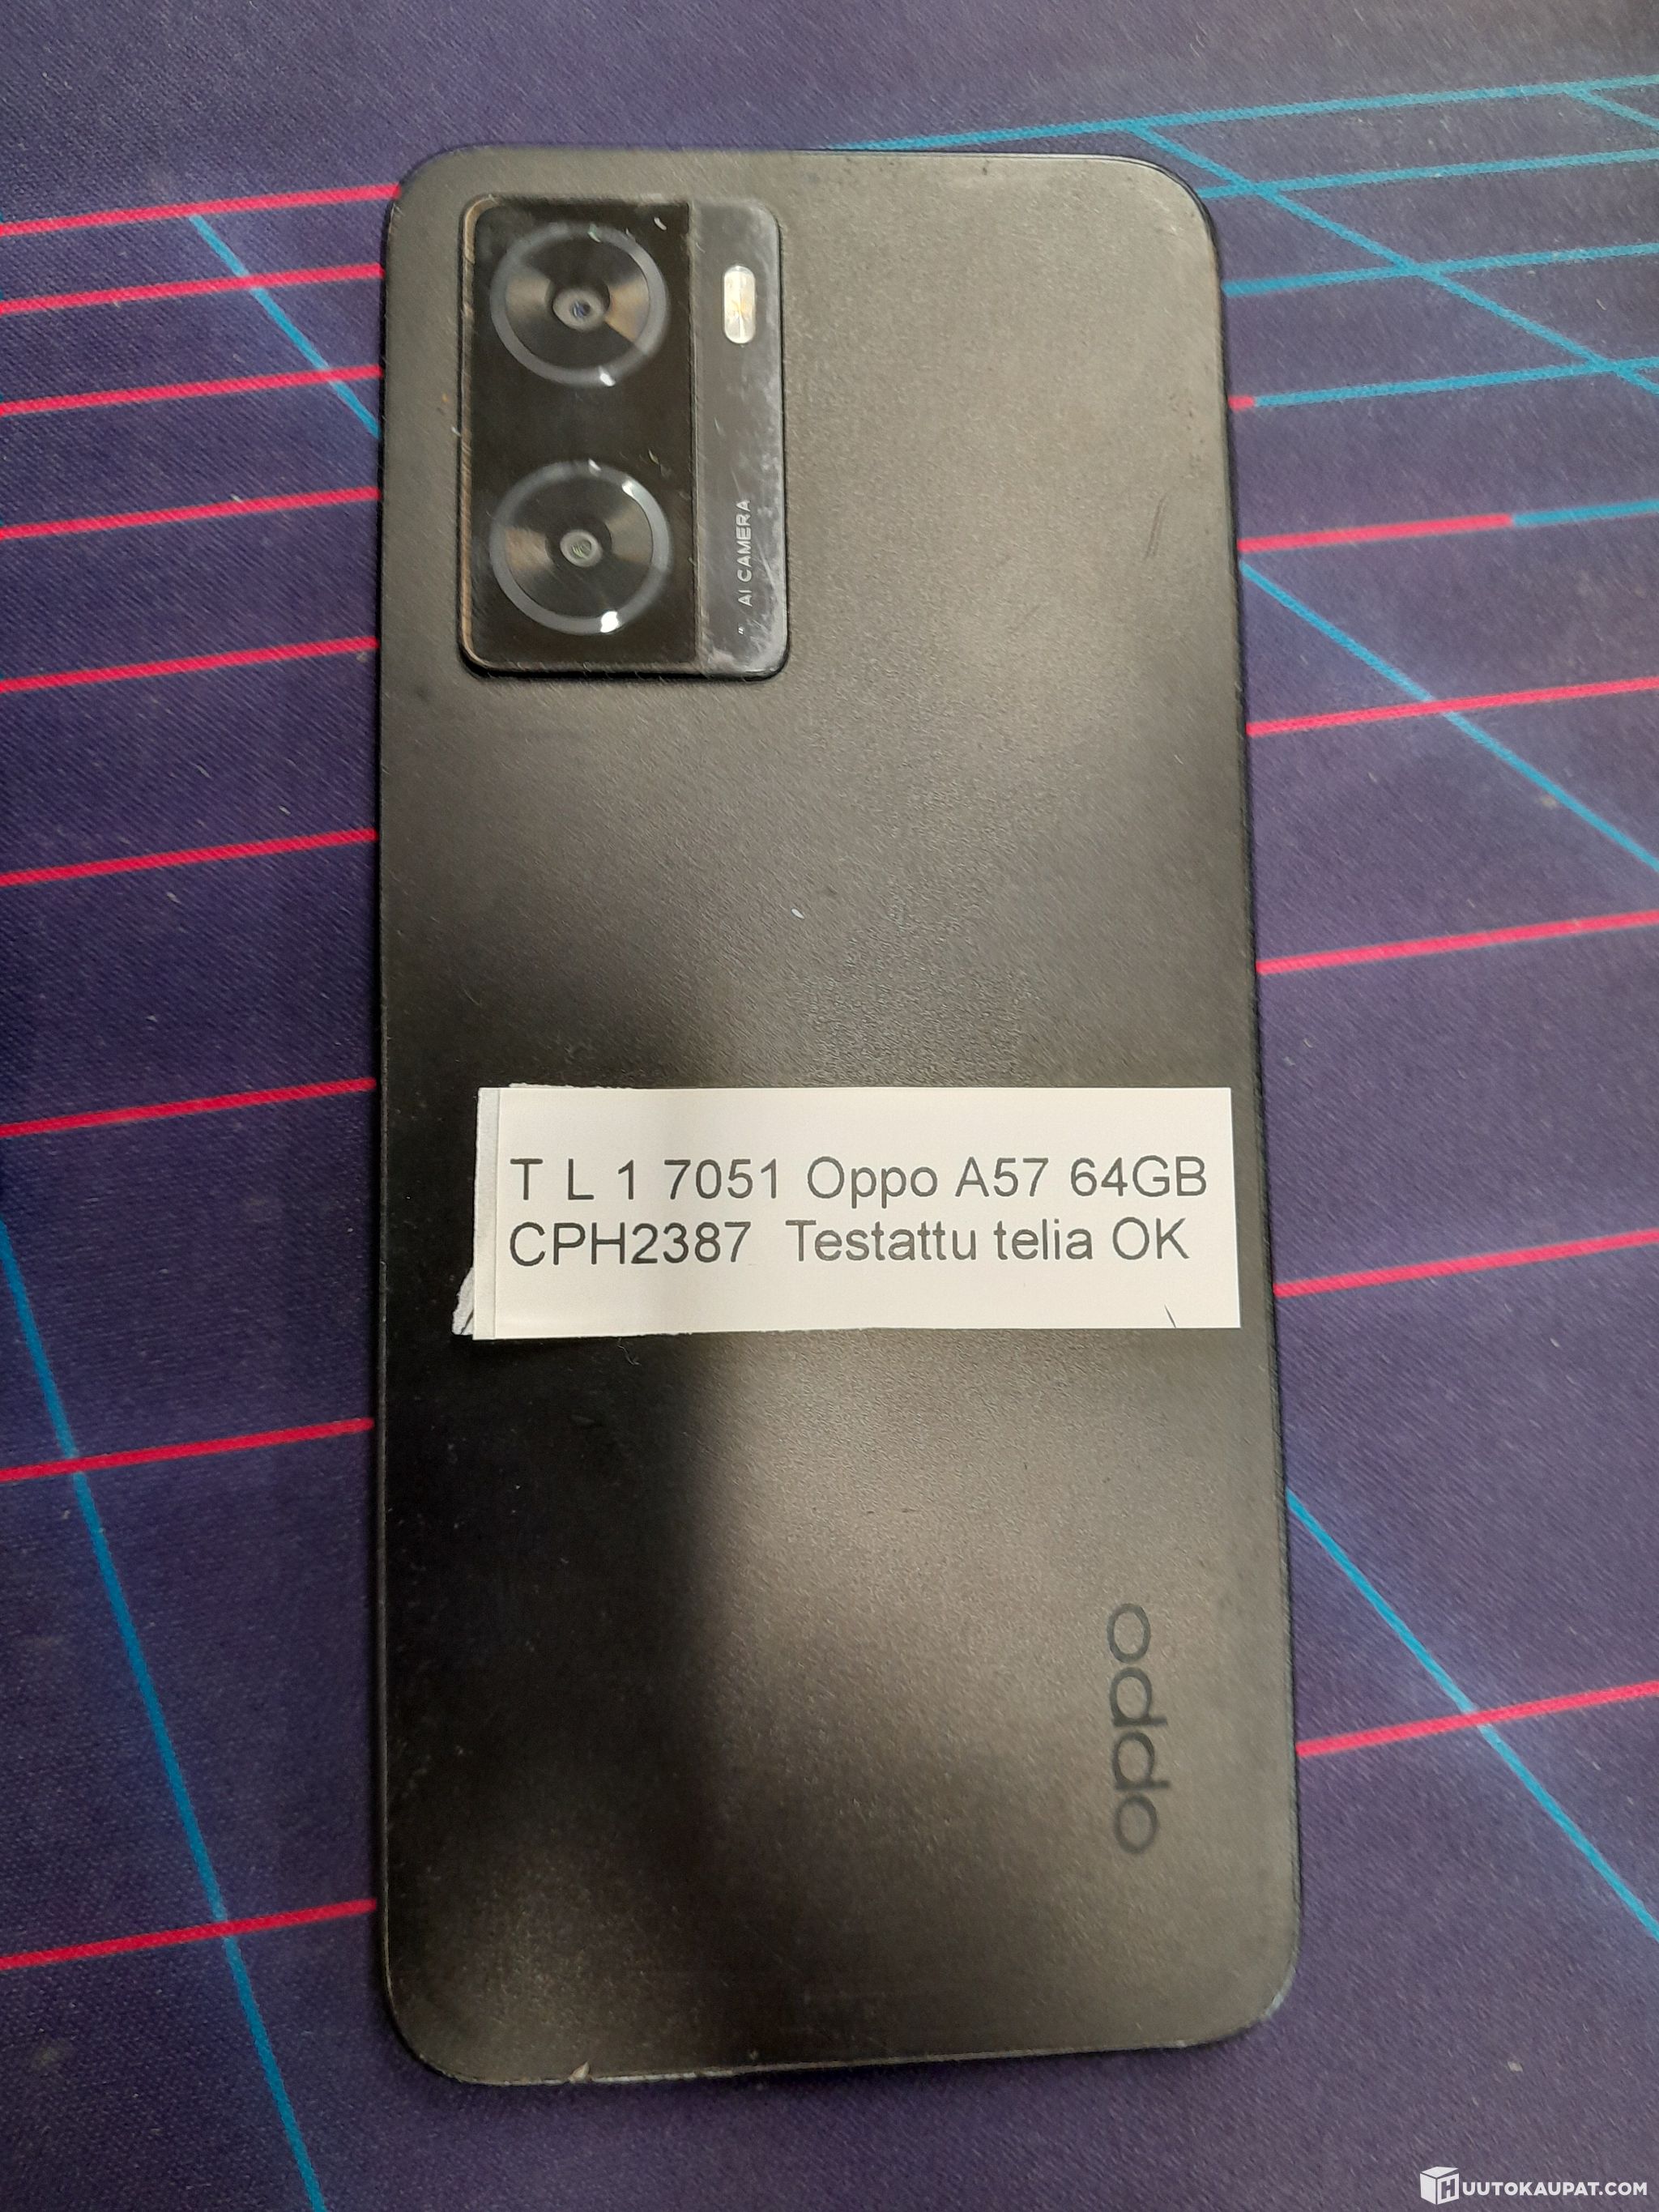 AI CAMERA
T L 1 7051 Oppo A57 64GB
CPH2387 Testattu telia OK
oppo
HUUTOKAUPAT.COM